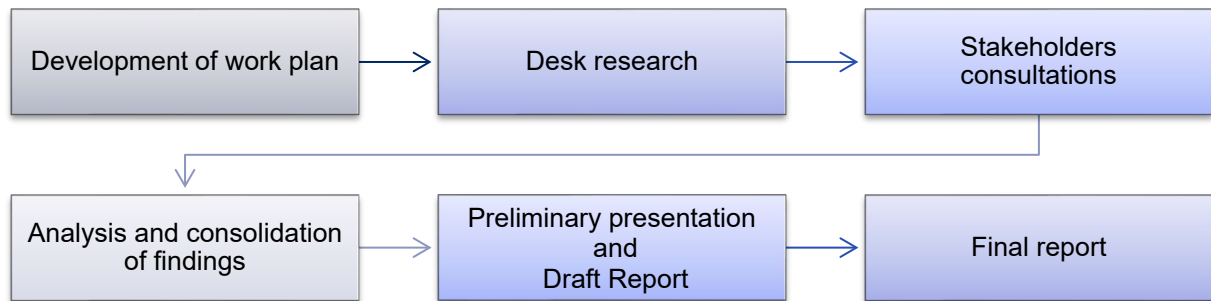 Development of work plan
Desk research
Stakeholders
consultations
Analysis and consolidation
of findings
Preliminary presentation
and
Draft Report
Final report